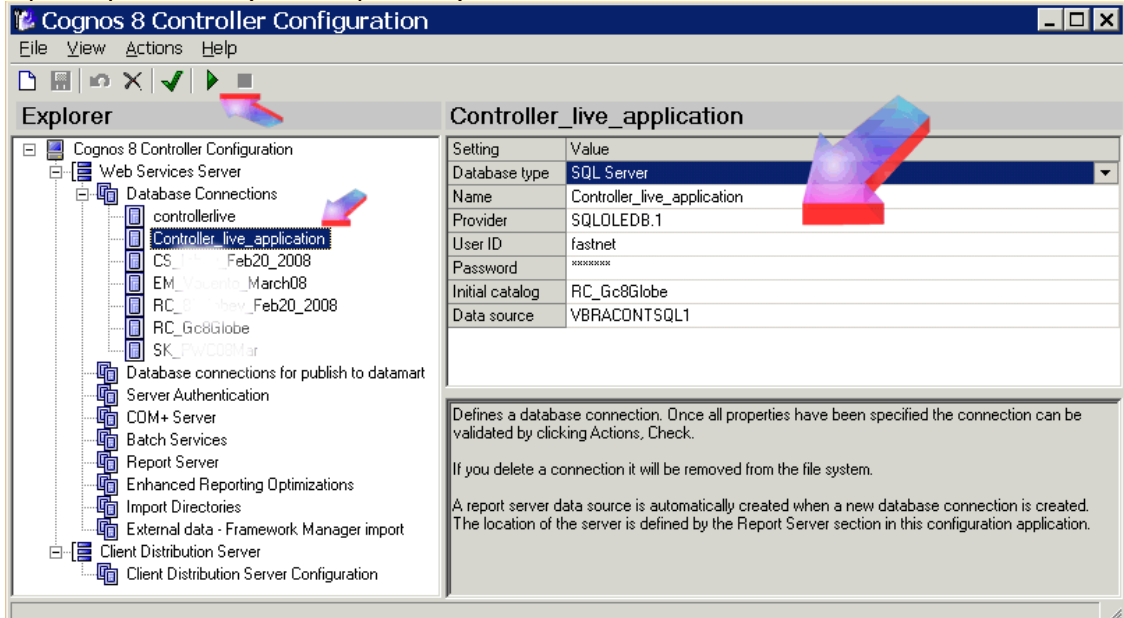 Cognos 8 Controller Configuration
File View Actions Help
Explorer
Controller_live_application
Cognos 8 Controller Configuration
Web Services Server
Database Connections
controllerlive
Controller_live_application
CS_ Feb20_2008
EM_ March08
RC_ Feb20_2008
RC_Gc8Globe
SK_PWC08Mar
Database connections for publish to datamart
Server Authentication
COM+ Server
Batch Services
Report Server
Enhanced Reporting Optimizations
Import Directories
External data - Framework Manager import
Client Distribution Server
Client Distribution Server Configuration
Setting Value
Database type SQL Server
Name Controller_live_application
Provider SQLOLEDB.1
User ID fastnet
Password ×××××××
Initial catalog RC_Gc8Globe
Data source VBRACONTSQL1
Defines a database connection. Once all properties have been specified the connection can be
validated by clicking Actions, Check.
If you delete a connection it will be removed from the file system.
A report server data source is automatically created when a new database connection is created.
The location of the server is defined by the Report Server section in this configuration application.